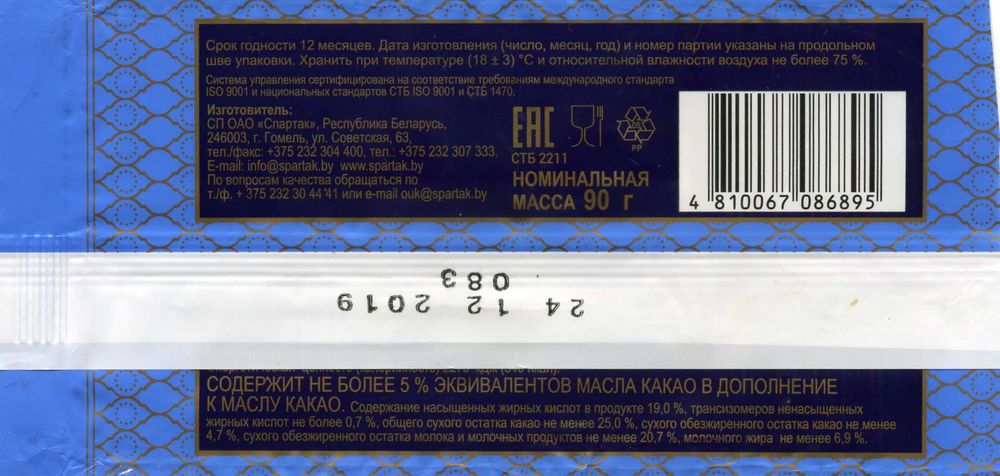 Срок годности 12 месяцев. Дата изготовления (число, месяц, год) и номер партии указаны на продольном
шве упаковки. Хранить при температуре (18 ± 3) °С и относительной влажности воздуха не более 75 %.
Система управления сертифицирована на соответствие требованиям международного стандарта
ISO 9001 и национальных стандартов СТБ ISO 9001 и СТБ 1470.
Изготовитель:
СП ОАО «Спартак», Республика Беларусь,
246003, г. Гомель, ул. Советская, 63,
тел./факс: +375 232 304 400, тел.: +375 232 307 333.
E-mail: info@spartak.by www.spartak.by
По вопросам качества обращаться по
т./ф. + 375 232 30 44 41 или e-mail ouk@spartak.by
ЕАС
05
PP
СТБ 2211
НОМИНАЛЬНАЯ
МАССА 90 г
4 810067 086895
24 12 2019
083
СОДЕРЖИТ НЕ БОЛЕЕ 5 % ЭКВИВАЛЕНТОВ МАСЛА КАКАО В ДОПОЛНЕНИЕ
К МАСЛУ КАКАО. Содержание насыщенных жирных кислот в продукте 19,0 %, трансизомеров ненасыщенных
жирных кислот не более 0,7 %, общего сухого остатка какао не менее 25,0 %, сухого обезжиренного остатка какао не менее
4,7 %, сухого обезжиренного остатка молока и молочных продуктов не менее 20,7 %, молочного жира не менее 6,9 %.